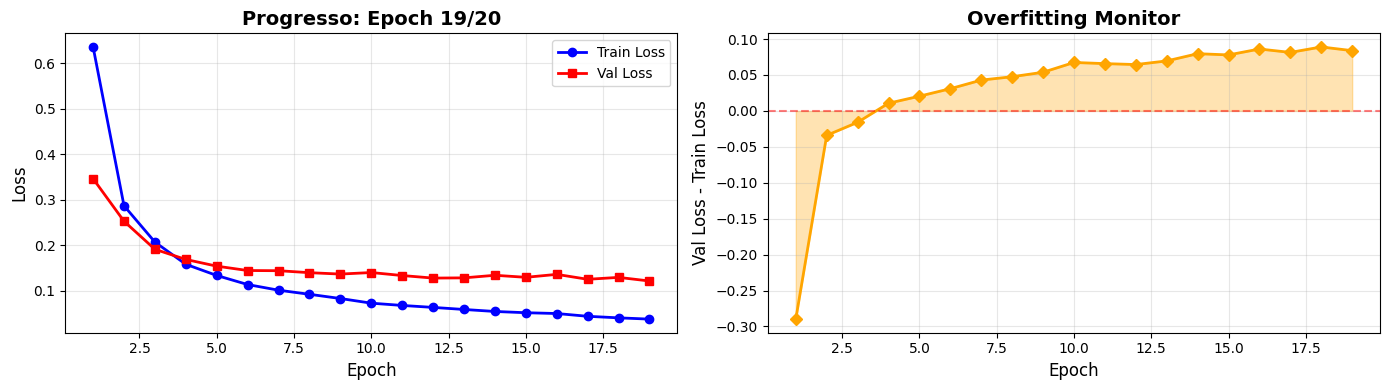 Progresso: Epoch 19/20
Train Loss
Val Loss
Loss
0.6
0.5
0.4
0.3
0.2
0.1
2.5 5.0 7.5 10.0 12.5 15.0 17.5
Epoch
Overfitting Monitor
Val Loss - Train Loss
0.10
0.05
0.00
−0.05
−0.10
−0.15
−0.20
−0.25
−0.30
2.5 5.0 7.5 10.0 12.5 15.0 17.5
Epoch